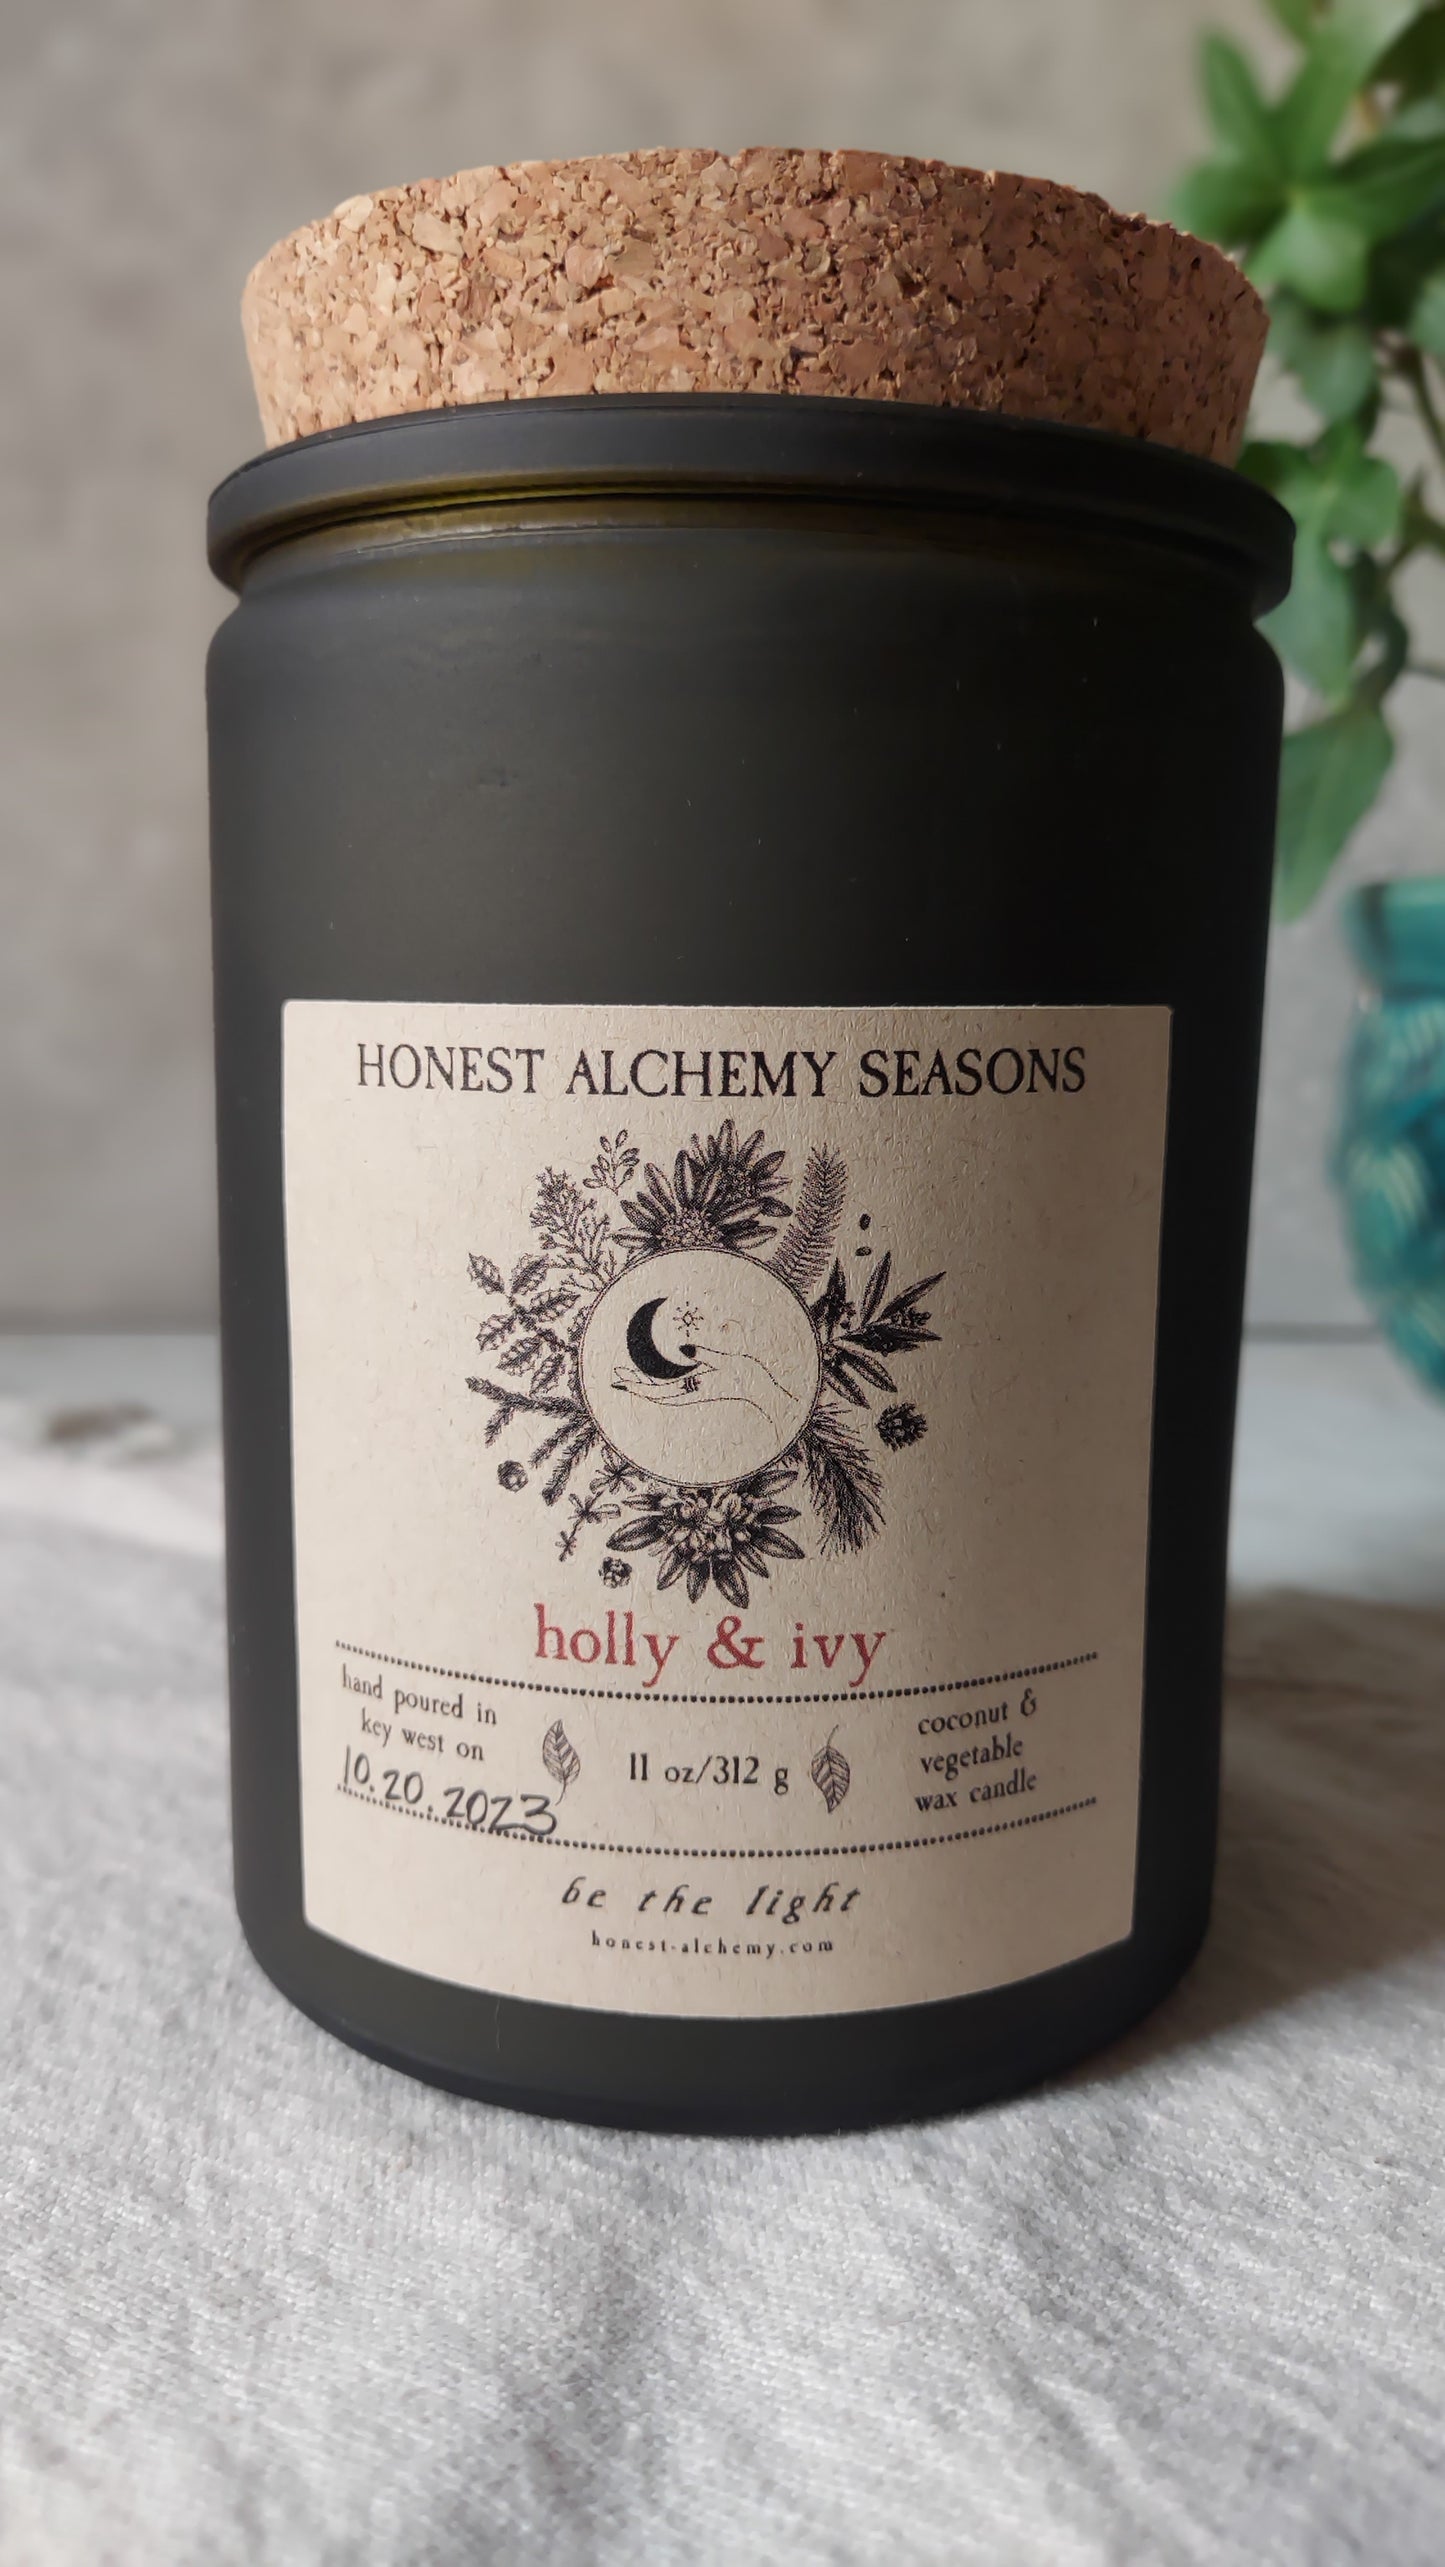 HONEST ALCHEMY SEASONS
holly & ivy
hand poured in
key west on
10.20.2023
11 oz/312 g
coconut &
vegetable
wax candle
be the light
honest-alchemy.com